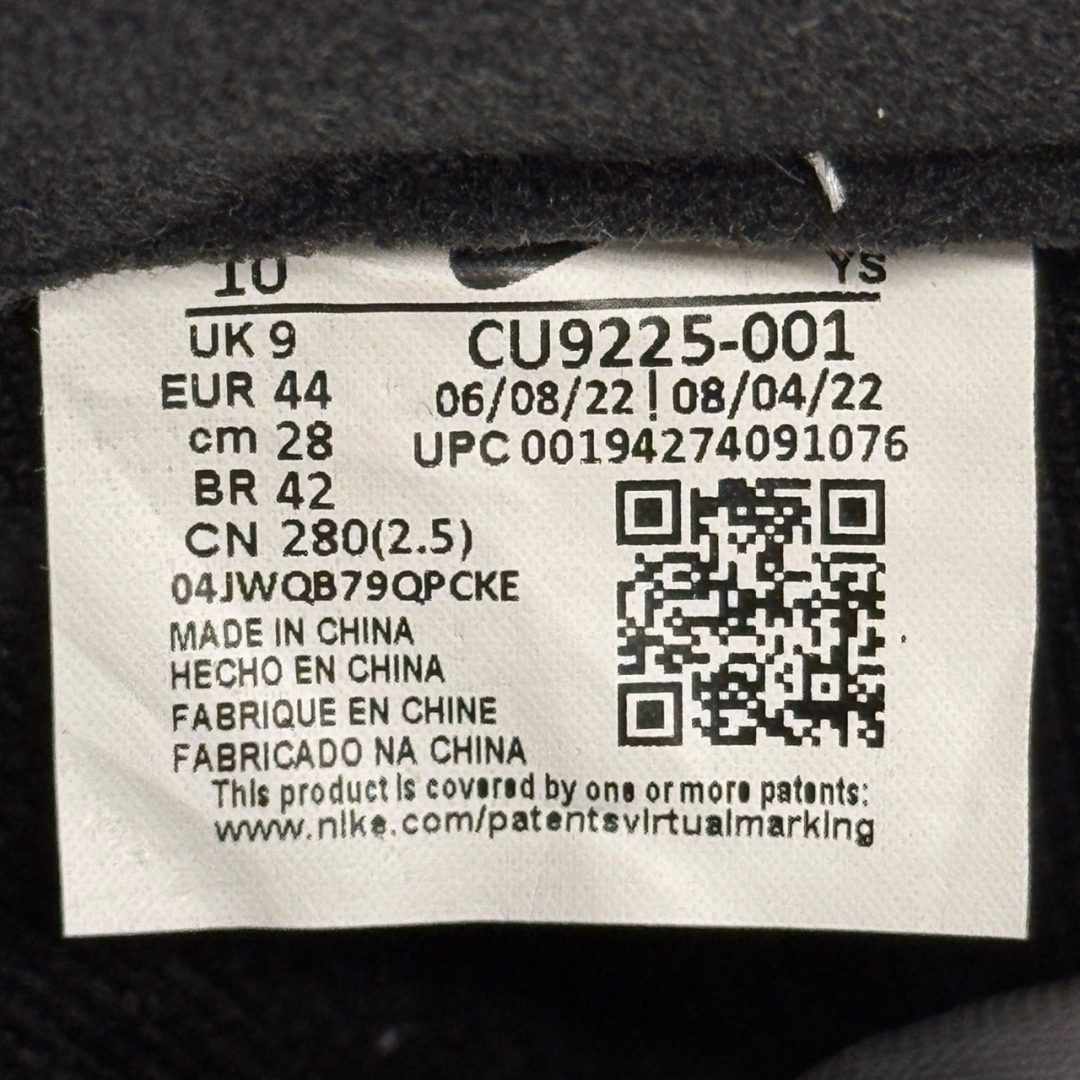 10 YS
UK 9 CU9225-001
EUR 44 06/08/22 | 08/04/22
cm 28 UPC 00194274091076
BR 42
CN 280(2.5)
04JWQB79QPCKE
MADE IN CHINA
HECHO EN CHINA
FABRIQUE EN CHINE
FABRICADO NA CHINA
This product is covered by one or more patents:
www.nike.com/patentsvirtualmarking